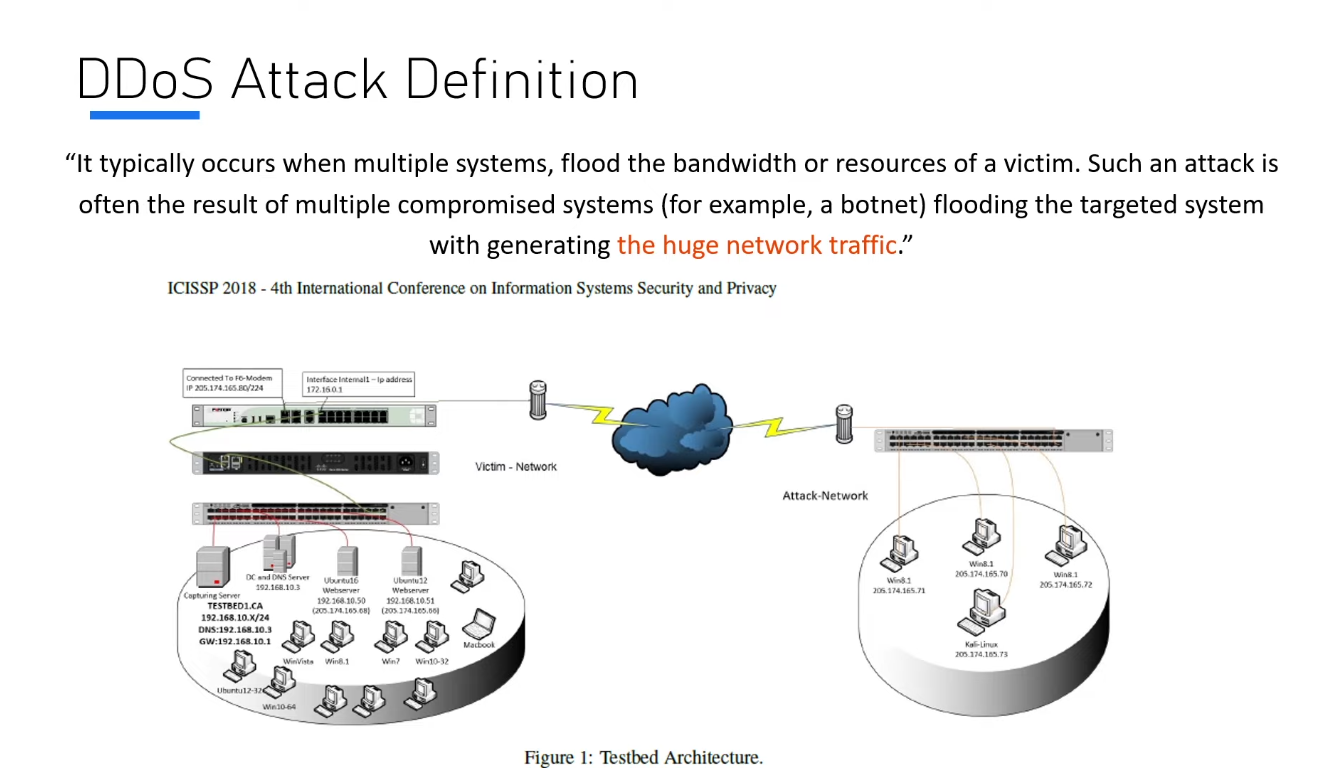 DDoS Attack Definition
“It typically occurs when multiple systems, flood the bandwidth or resources of a victim. Such an attack is
often the result of multiple compromised systems (for example, a botnet) flooding the targeted system
with generating the huge network traffic.”
ICISSP 2018 - 4th International Conference on Information Systems Security and Privacy
Connected To F6-Modem
IP 205.174.165.80/224
Interface Internal1 – Ip address
172.16.0.1
Victim - Network
Attack-Network
Capturing Server
DC and DNS Server
192.168.10.3
Ubuntu16
Webserver
192.168.10.50
(205.174.165.68)
Ubuntu12
Webserver
192.168.10.51
(205.174.165.66)
TESTBED1.CA
192.168.10.X/24
DNS:192.168.10.3
GW:192.168.10.1
WinVista
Win8.1
Win7
Win10-32
Macbook
Ubuntu12-32
Win10-64
Win8.1
205.174.165.71
Win8.1
205.174.165.70
Win8.1
205.174.165.72
Kali-Linux
205.174.165.73
Figure 1: Testbed Architecture.